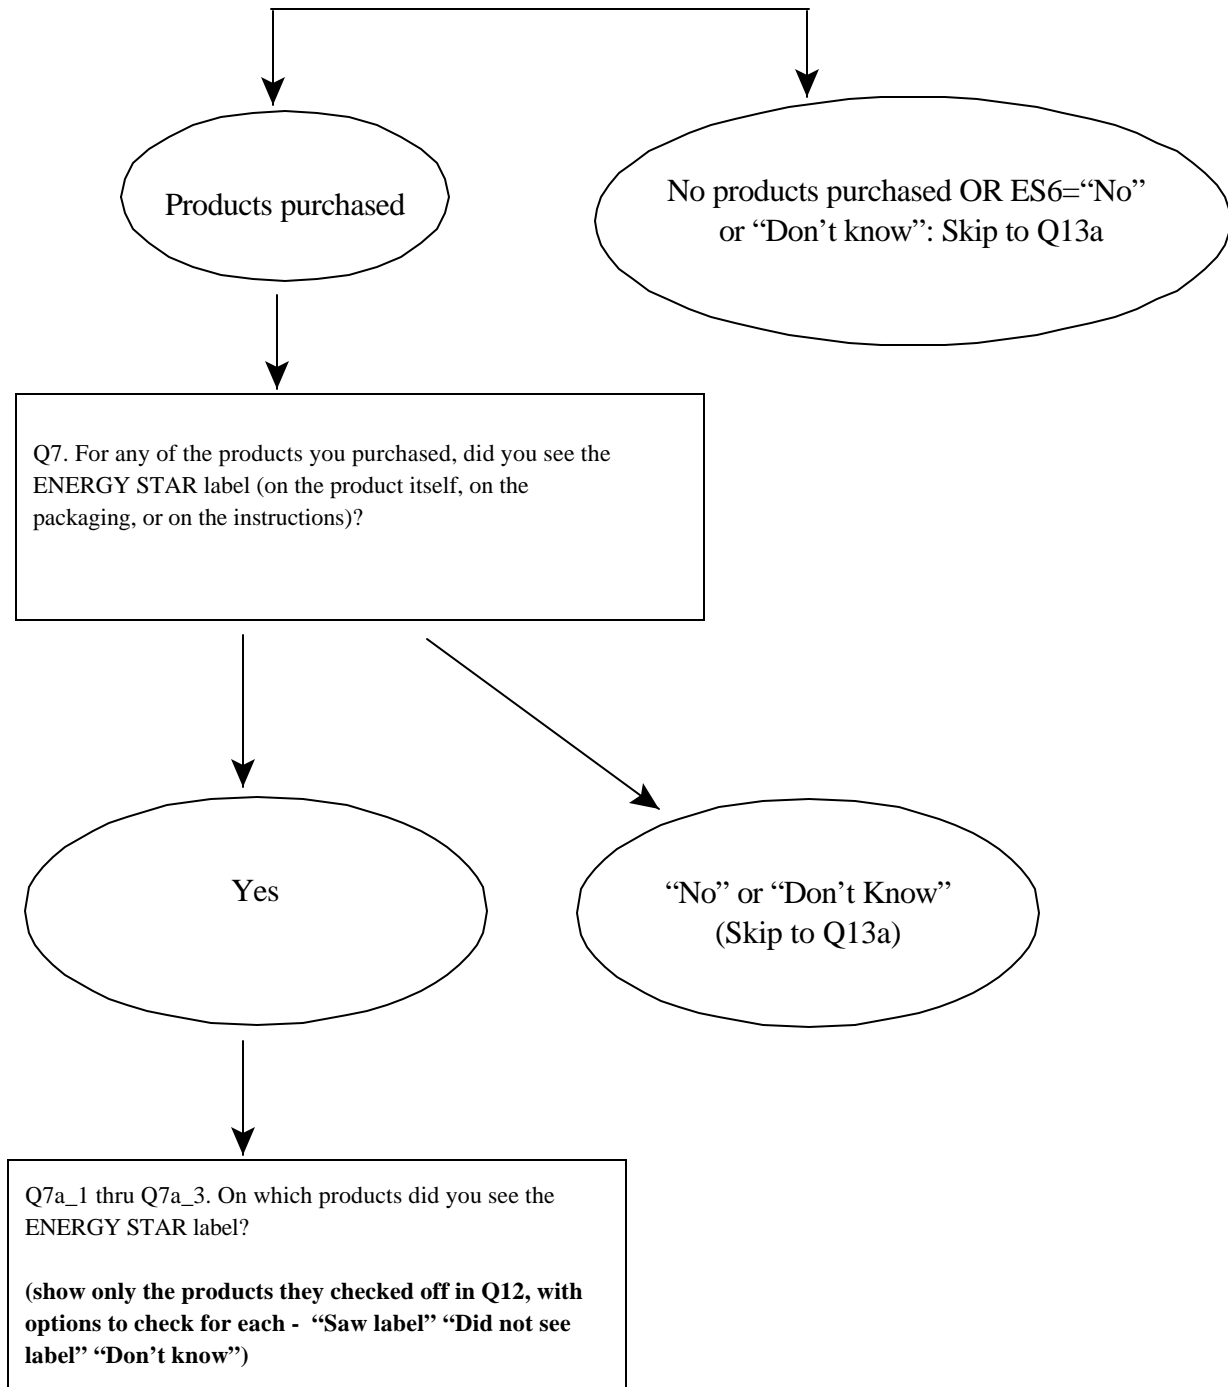 Products purchased
No products purchased OR ES6=“No”
or “Don’t know”: Skip to Q13a
Q7. For any of the products you purchased, did you see the
ENERGY STAR label (on the product itself, on the
packaging, or on the instructions)?
Yes
“No” or “Don’t Know”
(Skip to Q13a)
Q7a_1 thru Q7a_3. On which products did you see the
ENERGY STAR label?
(show only the products they checked off in Q12, with
options to check for each - “Saw label” “Did not see
label” “Don’t know”)